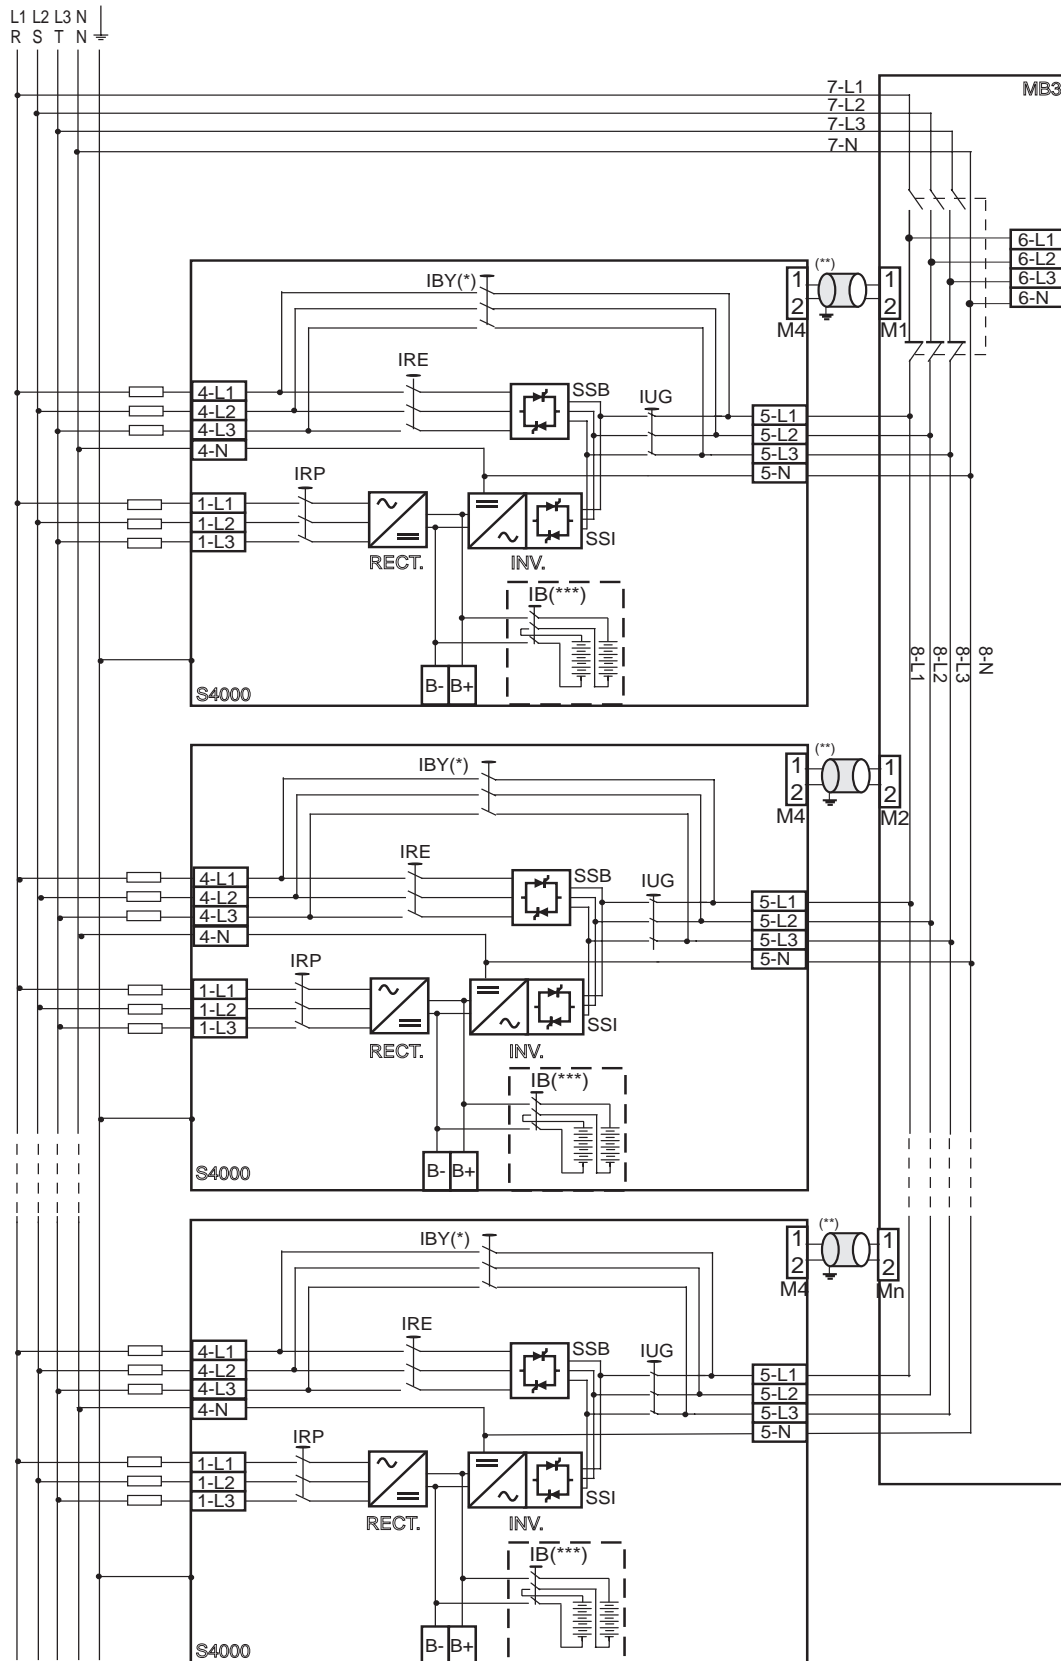 L1 L2 L3 N
R S T N
7-L1
7-L2
7-L3
7-N
MB3
6-L1
6-L2
6-L3
6-N
IBY(*)
1
2
M4
(**)
1
2
M1
IRE
SSB
IUG
4-L1
4-L2
4-L3
4-N
5-L1
5-L2
5-L3
5-N
IRP
1-L1
1-L2
1-L3
RECT.
INV.
SSI
IB(***)
B- B+
S4000
8-L1
8-L2
8-L3
8-N
IBY(*)
1
2
M4
(**)
1
2
M2
IRE
SSB
IUG
4-L1
4-L2
4-L3
4-N
5-L1
5-L2
5-L3
5-N
IRP
1-L1
1-L2
1-L3
RECT.
INV.
SSI
IB(***)
B- B+
S4000
IBY(*)
1
2
M4
(**)
1
2
Mn
IRE
SSB
IUG
4-L1
4-L2
4-L3
4-N
5-L1
5-L2
5-L3
5-N
IRP
1-L1
1-L2
1-L3
RECT.
INV.
SSI
IB(***)
B- B+
S4000